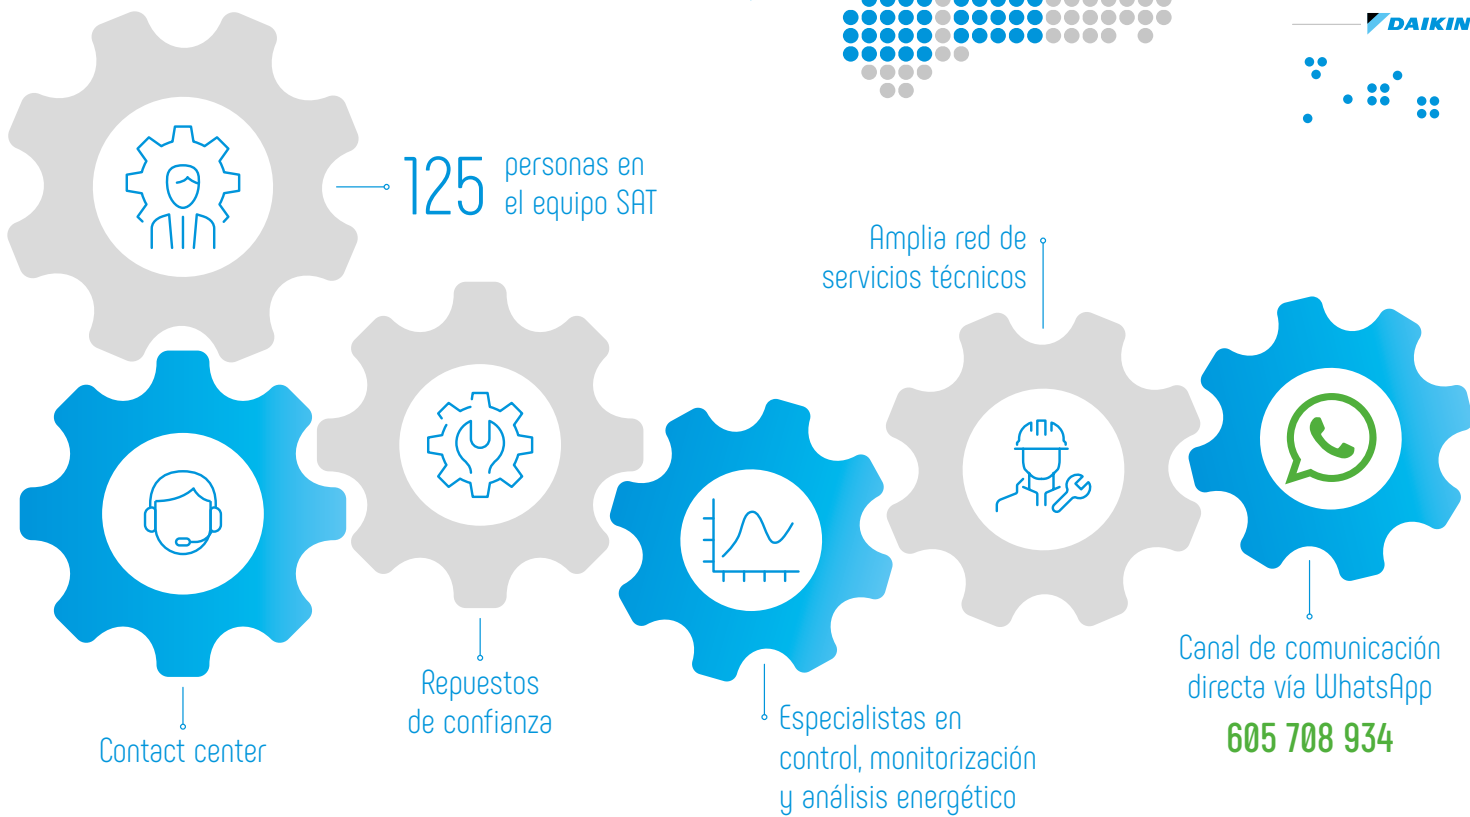 DAIKIN
125 personas en
el equipo SAT
Amplia red de
servicios técnicos
Repuestos
de confianza
Contact center
Especialistas en
control, monitorización
y análisis energético
Canal de comunicación
directa vía WhatsApp
605 708 934